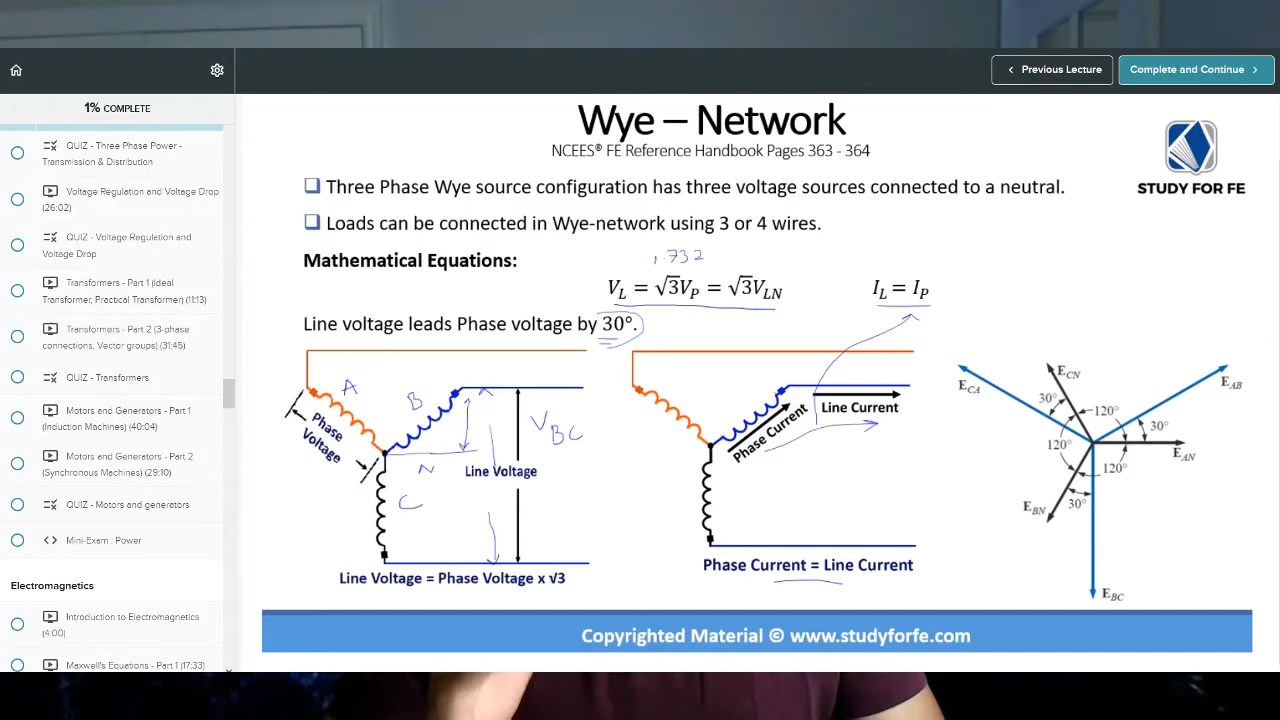 Previous Lecture
Complete and Continue
1% COMPLETE
QUIZ - Three Phase Power -
Transmission & Distribution
Voltage Regulation and Voltage Drop
(26:02)
QUIZ - Voltage Regulation and
Voltage Drop
Transformers - Part 1 (Ideal
Transformer, Practical Transformer) (11:13)
Transformers - Part 2 (3-phase
connections, Vector groups) (31:45)
QUIZ - Transformers
Motors and Generators - Part 1
(Induction Machines) (40:04)
Motors and Generators - Part 2
(Synchronous Machines) (29:10)
QUIZ - Motors and generators
Mini-Exam : Power
Electromagnetics
Introduction to Electromagnetics
(4:00)
Maxwell's Equations - Part 1 (17:33)
Wye – Network
NCEES® FE Reference Handbook Pages 363 - 364
STUDY FOR FE
Three Phase Wye source configuration has three voltage sources connected to a neutral.
Loads can be connected in Wye-network using 3 or 4 wires.
Mathematical Equations:
1.732
V_L = √3V_P = √3V_LN
I_L = I_P
Line voltage leads Phase voltage by 30°.
A
B
Phase
Voltage
V_BC
N
Line Voltage
C
Line Voltage = Phase Voltage x √3
Phase Current
Line Current
Phase Current = Line Current
E_CA
E_CN
E_AB
30°
120°
30°
120°
E_AN
120°
E_BN
30°
E_BC
Copyrighted Material © www.studyforfe.com